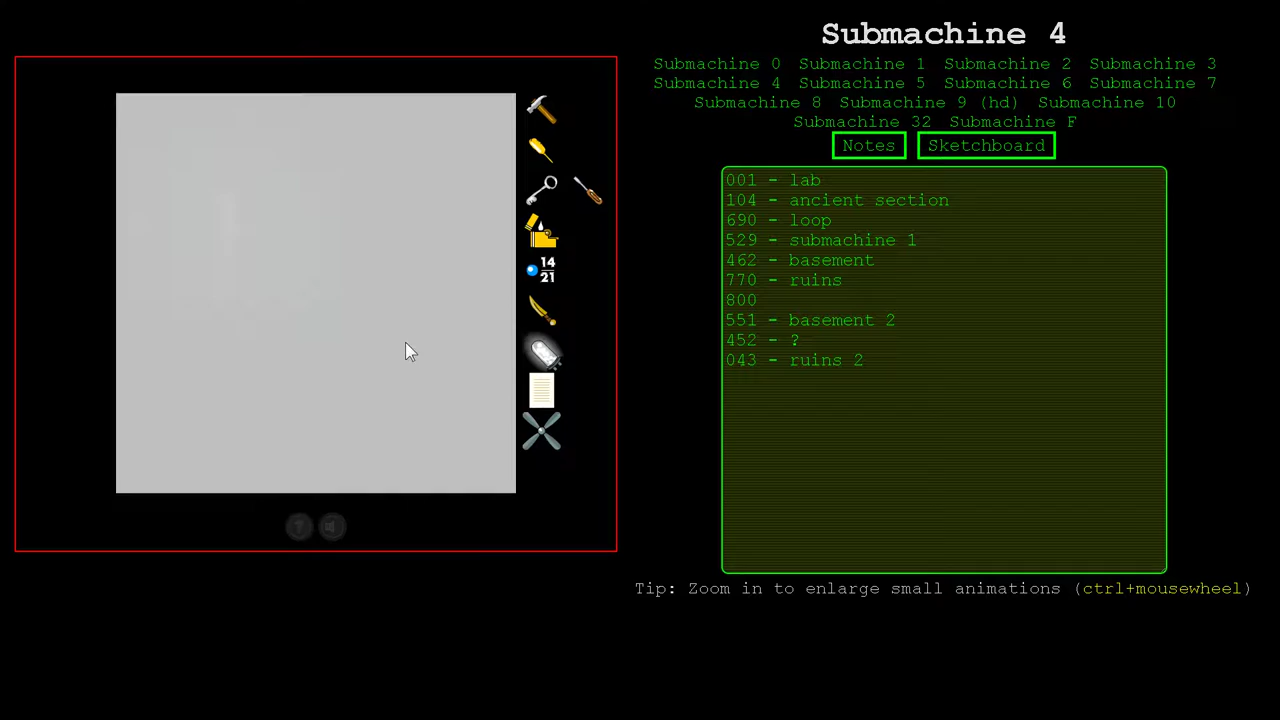 Submachine 4
Submachine 0 Submachine 1 Submachine 2 Submachine 3
Submachine 4 Submachine 5 Submachine 6 Submachine 7
Submachine 8 Submachine 9 (hd) Submachine 10
Submachine 32 Submachine F
Notes Sketchboard
001 - lab
104 - ancient section
690 - loop
529 - submachine 1
462 - basement
770 - ruins
800
551 - basement 2
452 - ?
043 - ruins 2
14
21
?
Tip: Zoom in to enlarge small animations (ctrl+mousewheel)